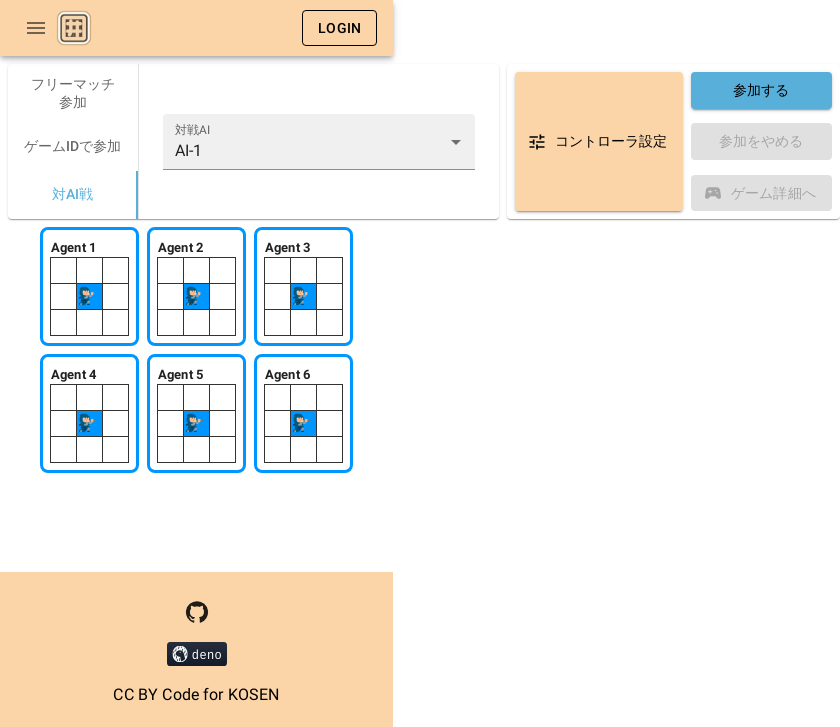 LOGIN
フリーマッチ
参加
ゲームIDで参加
対AI戦
対戦AI
AI-1
コントローラ設定
参加する
参加をやめる
ゲーム詳細へ
Agent 1
Agent 2
Agent 3
Agent 4
Agent 5
Agent 6
deno
CC BY Code for KOSEN